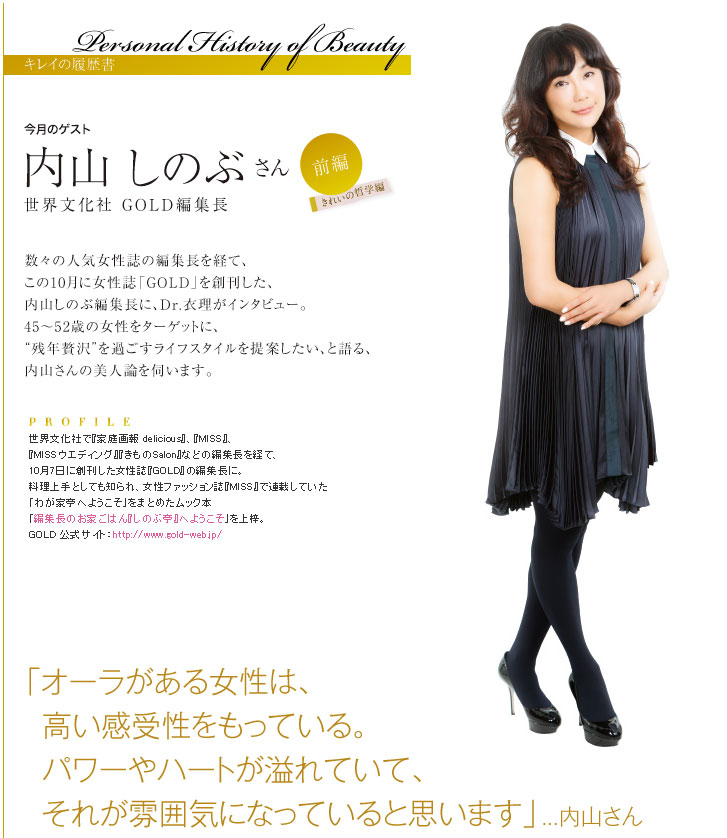 Personal History of Beauty
キレイの履歴書
今月のゲスト
内山 しのぶ さん
前編
きれいの哲学編
世界文化社 GOLD編集長
数々の人気女性誌の編集長を経て、
この10月に女性誌「GOLD」を創刊した、
内山しのぶ編集長に、Dr.衣理がインタビュー。
45〜52歳の女性をターゲットに、
“残年贅沢”を過ごすライフスタイルを提案したい、と語る、
内山さんの美人論を伺います。
PROFILE
世界文化社で『家庭画報 delicious』、『MISS』、
『MISSウエディング』『きものSalon』などの編集長を経て、
10月7日に創刊した女性誌『GOLD』の編集長に。
料理上手としても知られ、女性ファッション誌『MISS』で連載していた
「わが家亭へようこそ」をまとめたムック本
「編集長のお家ごはん『しのぶ亭』へようこそ」を上梓。
GOLD 公式サイト：http://www.gold-web.jp/
「オーラがある女性は、
高い感受性をもっている。
パワーやハートが溢れていて、
それが雰囲気になっていると思います」…内山さん